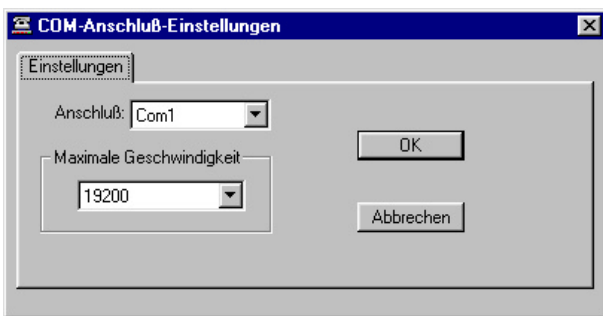 COM-Anschluß-Einstellungen
Einstellungen
Anschluß: Com1
Maximale Geschwindigkeit
19200
OK
Abbrechen